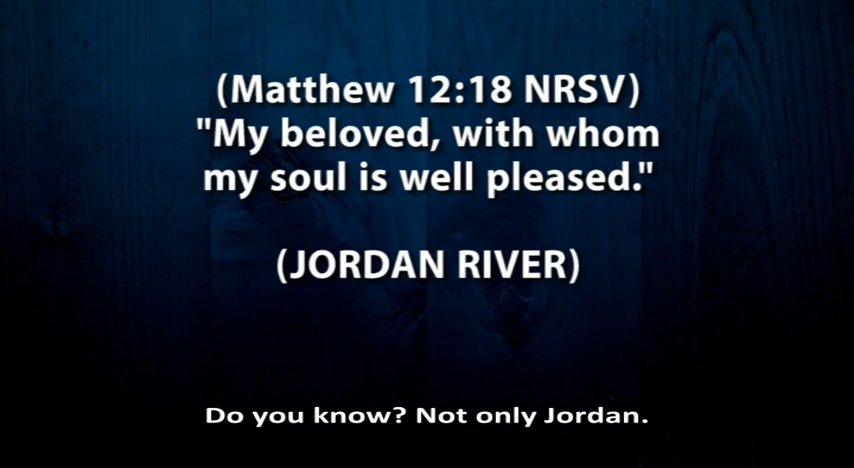 (Matthew 12:18 NRSV)
"My beloved, with whom
my soul is well pleased."
(JORDAN RIVER)
Do you know? Not only Jordan.